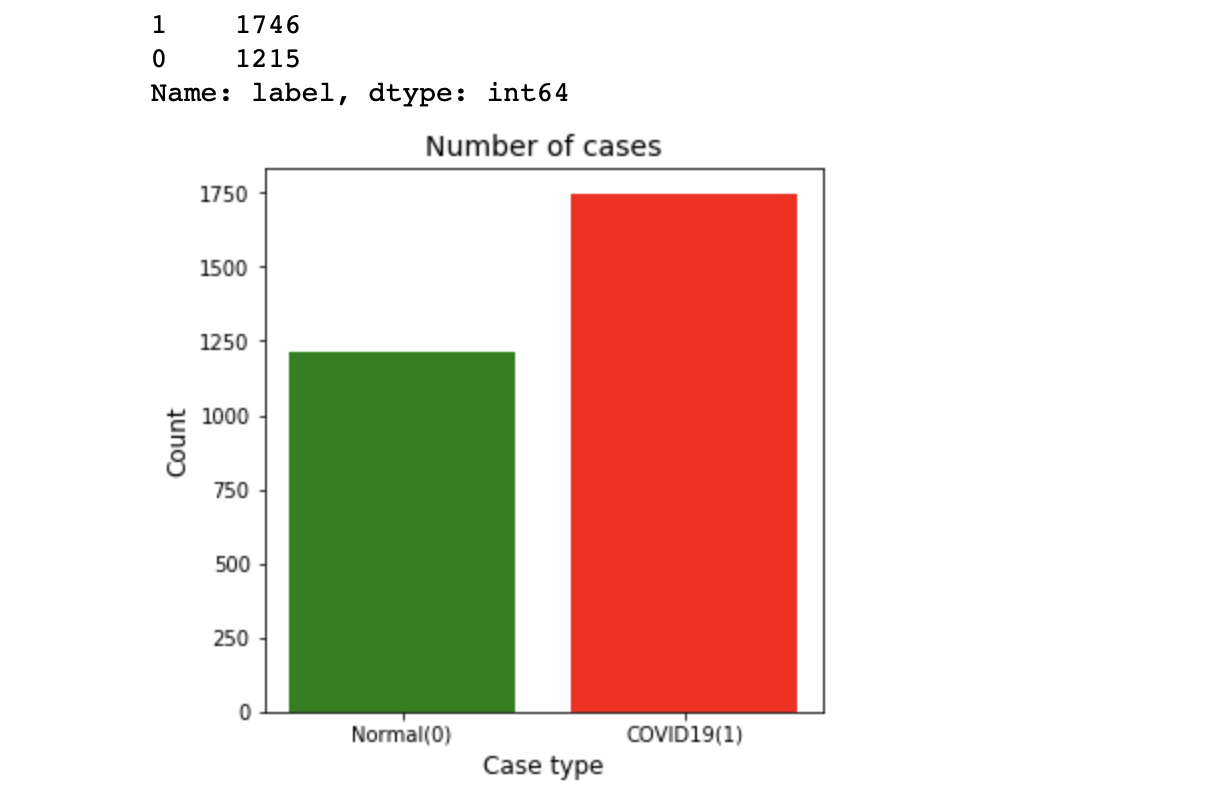 1 1746
0 1215
Name: label, dtype: int64
Number of cases
1750
1500
1250
1000
750
500
250
0
Count
Normal(0) COVID19(1)
Case type